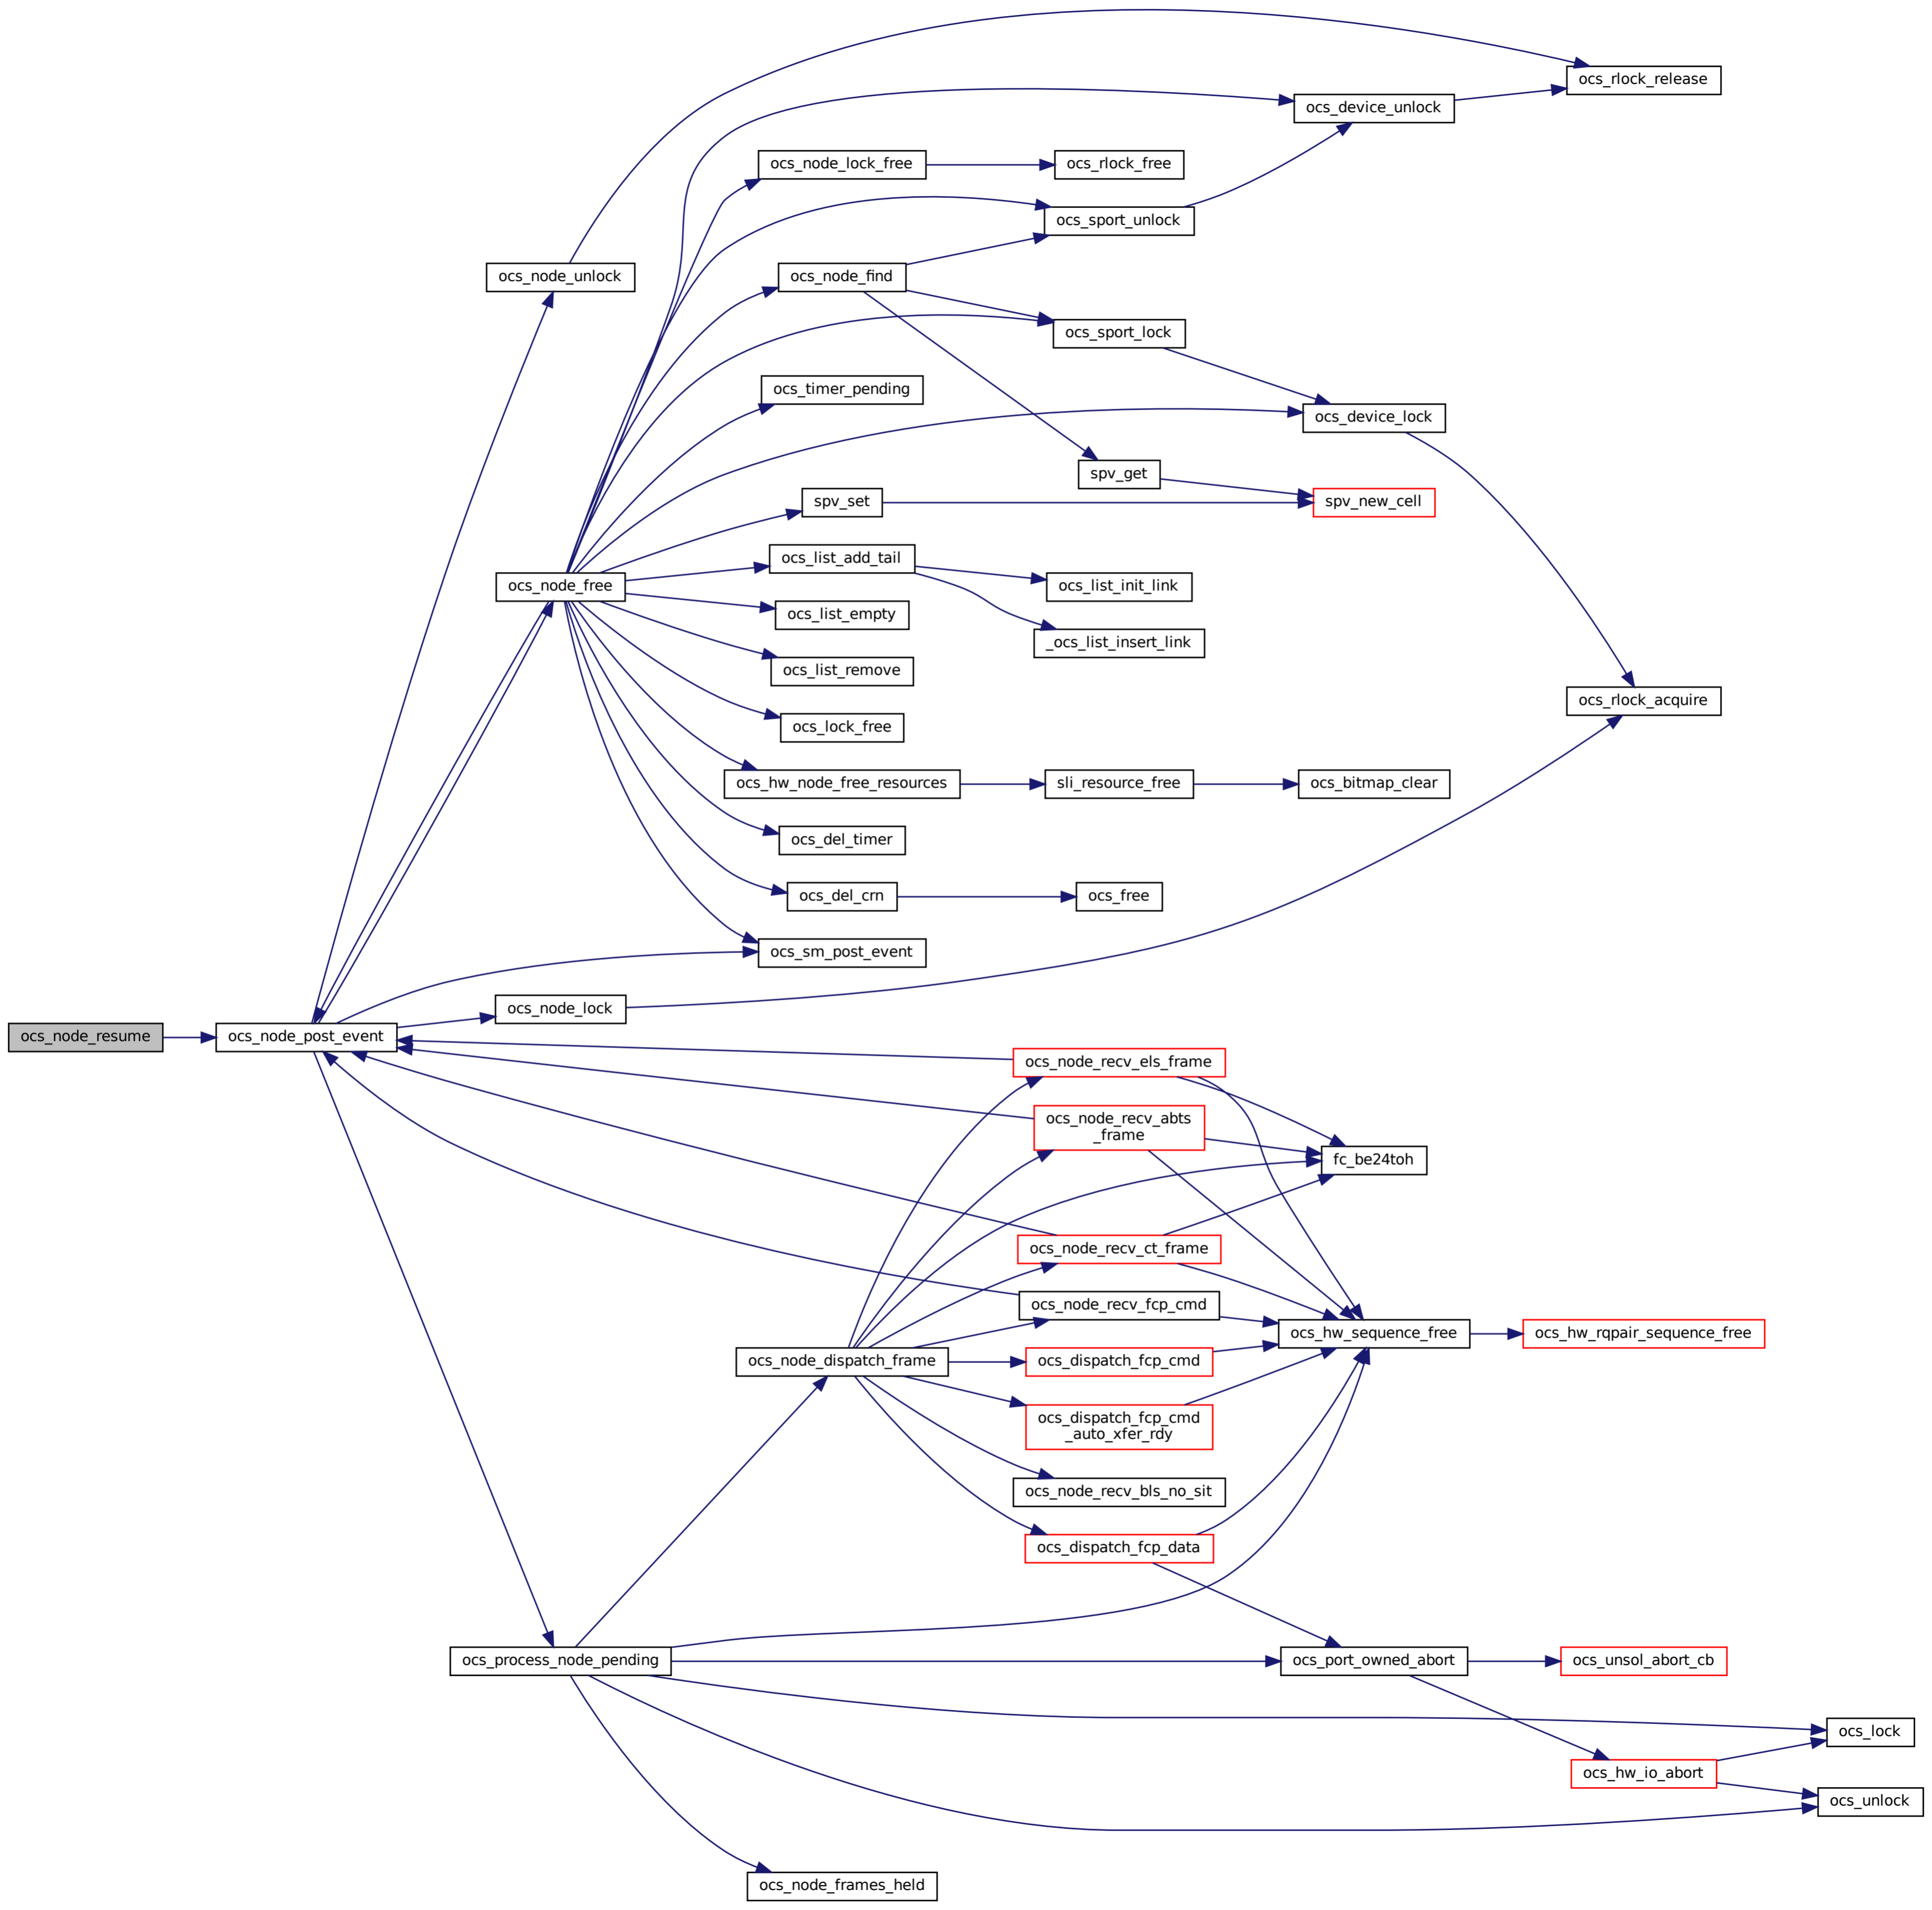 ocs_rlock_release
ocs_device_unlock
ocs_node_lock_free
ocs_rlock_free
ocs_sport_unlock
ocs_node_unlock
ocs_node_find
ocs_sport_lock
ocs_timer_pending
ocs_device_lock
spv_get
spv_set
spv_new_cell
ocs_list_add_tail
ocs_node_free
ocs_list_init_link
ocs_list_empty
_ocs_list_insert_link
ocs_list_remove
ocs_rlock_acquire
ocs_lock_free
ocs_hw_node_free_resources
sli_resource_free
ocs_bitmap_clear
ocs_del_timer
ocs_del_crn
ocs_free
ocs_sm_post_event
ocs_node_lock
ocs_node_resume
ocs_node_post_event
ocs_node_recv_els_frame
ocs_node_recv_abts
_frame
fc_be24toh
ocs_node_recv_ct_frame
ocs_node_recv_fcp_cmd
ocs_hw_sequence_free
ocs_hw_rqpair_sequence_free
ocs_node_dispatch_frame
ocs_dispatch_fcp_cmd
ocs_dispatch_fcp_cmd
_auto_xfer_rdy
ocs_node_recv_bls_no_sit
ocs_dispatch_fcp_data
ocs_process_node_pending
ocs_port_owned_abort
ocs_unsol_abort_cb
ocs_lock
ocs_hw_io_abort
ocs_unlock
ocs_node_frames_held